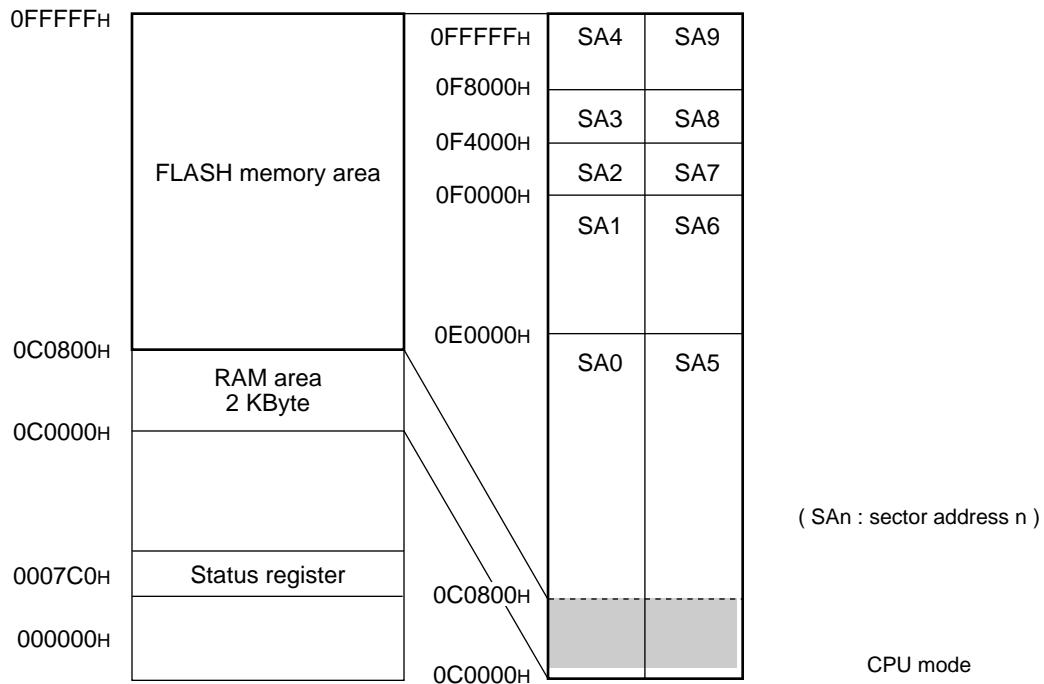 0FFFFFH
FLASH memory area
0C0800H
RAM area
2 KByte
0C0000H
0007C0H
Status register
000000H
0FFFFFH
SA4 SA9
0F8000H
SA3 SA8
0F4000H
SA2 SA7
0F0000H
SA1 SA6
0E0000H
SA0 SA5
0C0800H
0C0000H
( SAn : sector address n )
CPU mode